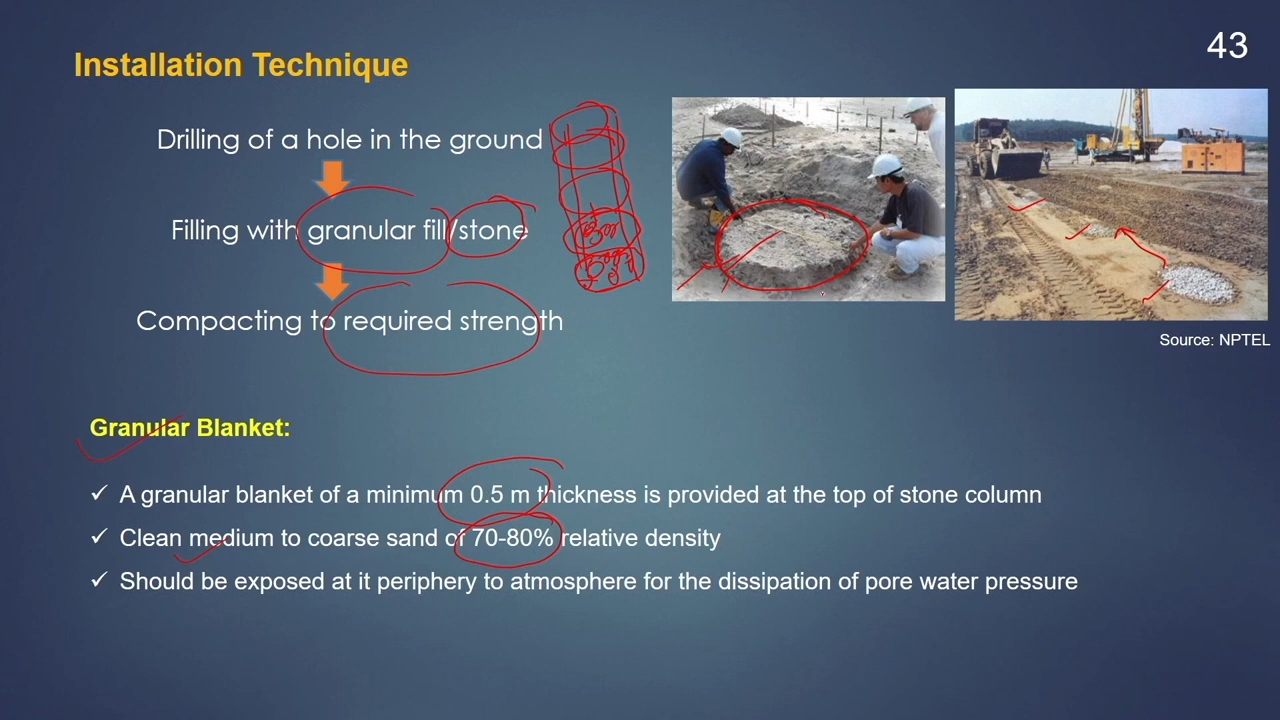 43
Installation Technique
Drilling of a hole in the ground
Filling with granular fill/stone
Compacting to required strength
Source: NPTEL
Granular Blanket:
✓ A granular blanket of a minimum 0.5 m thickness is provided at the top of stone column
✓ Clean medium to coarse sand of 70-80% relative density
✓ Should be exposed at it periphery to atmosphere for the dissipation of pore water pressure